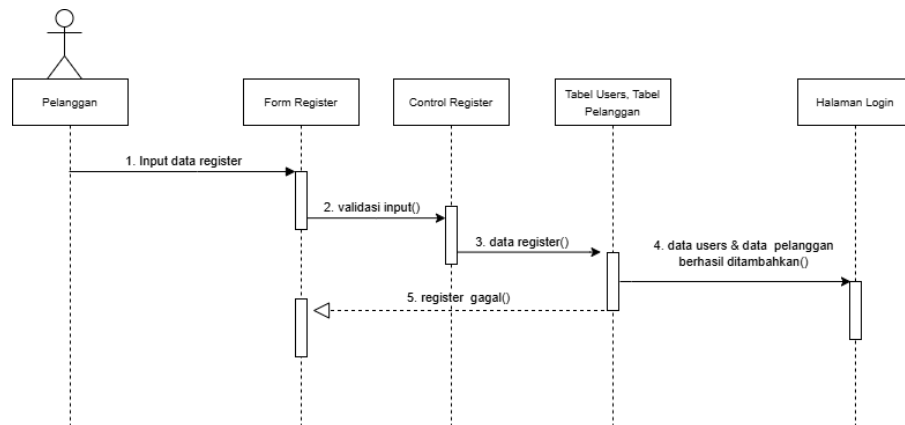 Pelanggan
Form Register
Control Register
Tabel Users, Tabel
Pelanggan
Halaman Login
1. Input data register
2. validasi input()
3. data register()
4. data users & data pelanggan
berhasil ditambahkan()
5. register gagal()